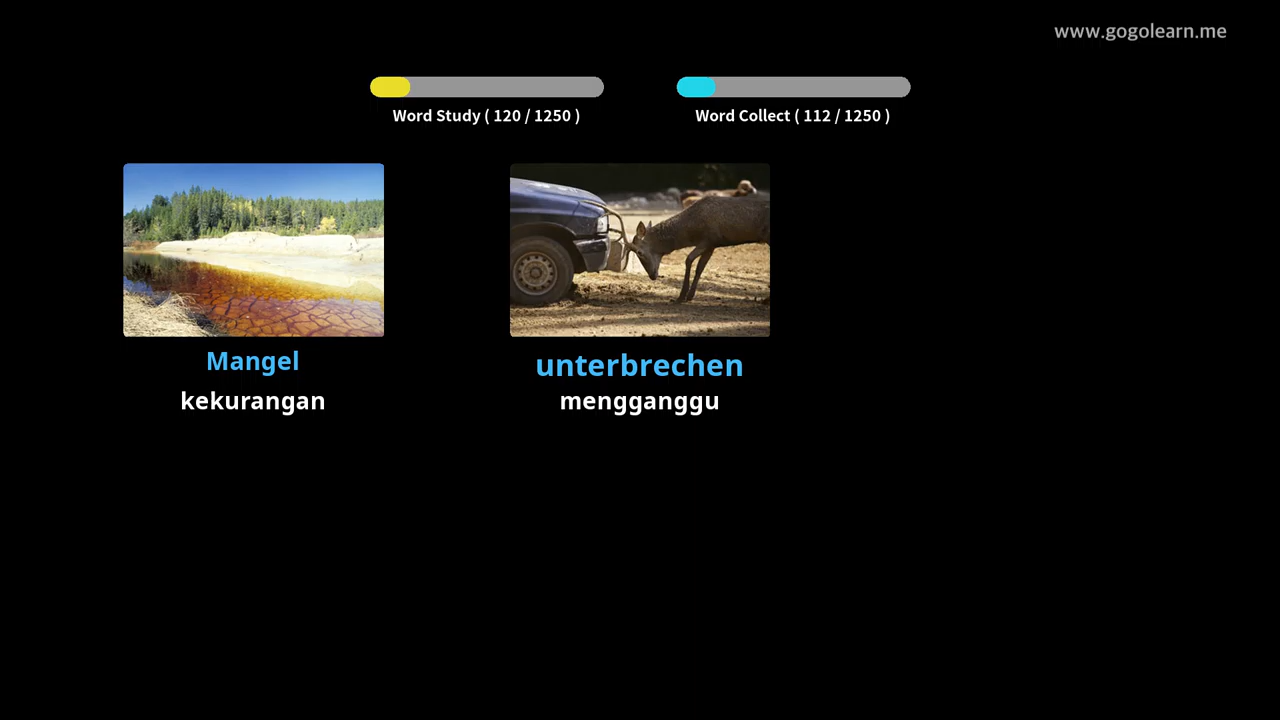 www.gogolearn.me
Word Study ( 120 / 1250 )
Word Collect ( 112 / 1250 )
Mangel
kekurangan
unterbrechen
mengganggu